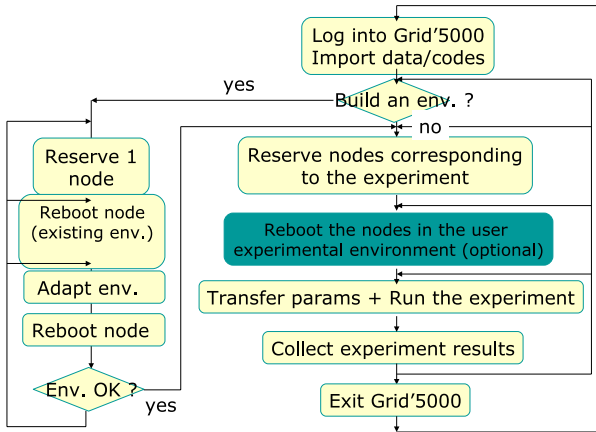 Log into Grid'5000
Import data/codes
yes
Build an env. ?
no
Reserve 1
node
Reserve nodes corresponding
to the experiment
Reboot node
(existing env.)
Reboot the nodes in the user
experimental environment (optional)
Adapt env.
Transfer params + Run the experiment
Reboot node
Collect experiment results
Env. OK ?
yes
Exit Grid'5000